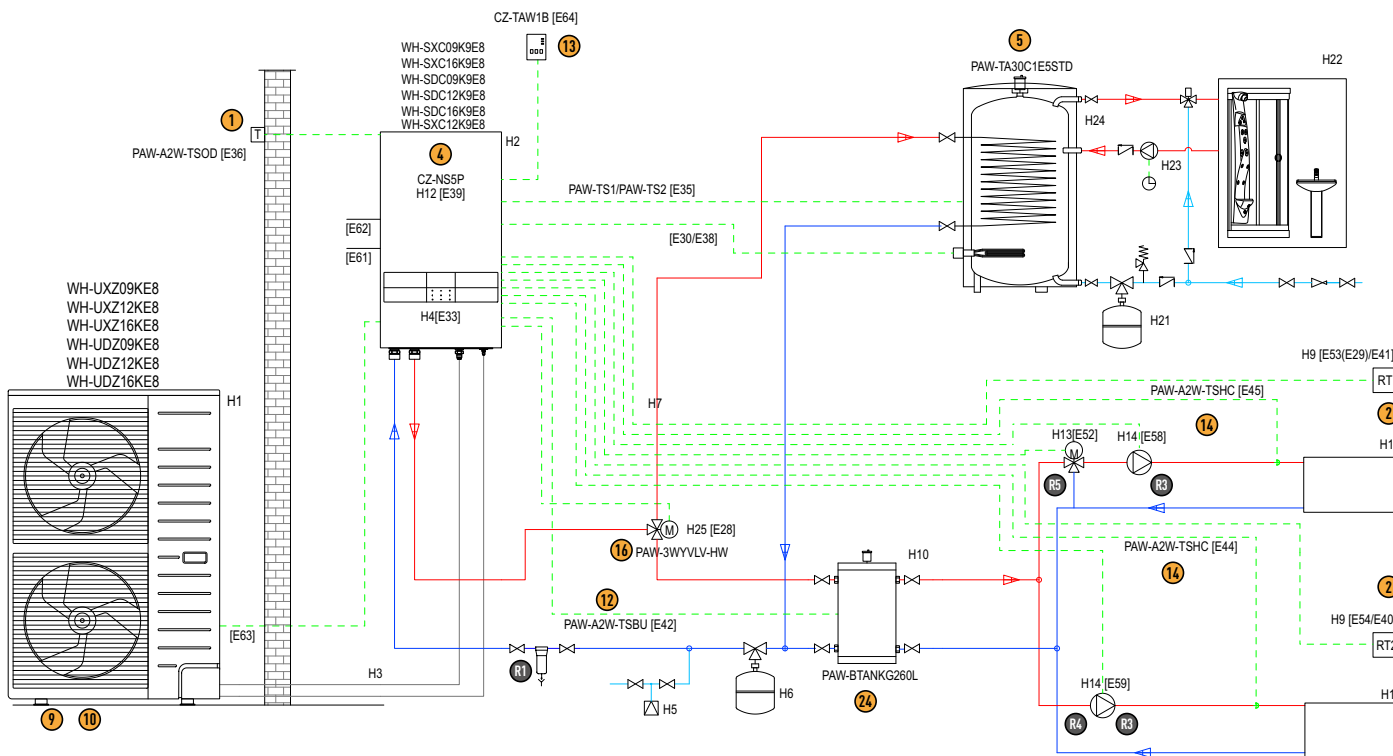 CZ-TAW1B [E64]
13
WH-SXC09K9E8
WH-SXC16K9E8
WH-SDC09K9E8
WH-SDC12K9E8
WH-SDC16K9E8
WH-SXC12K9E8
5
PAW-TA30C1E5STD
H22
1
T
PAW-A2W-TSOD [E36]
H2
4
CZ-NS5P
H12 [E39]
H24
H23
PAW-TS1/PAW-TS2 [E35]
[E62]
[E30/E38]
[E61]
WH-UXZ09KE8
WH-UXZ12KE8
WH-UXZ16KE8
WH-UDZ09KE8
WH-UDZ12KE8
WH-UDZ16KE8
H4[E33]
H21
H9 [E53(E29)/E41]
RT
H1
H7
PAW-A2W-TSHC [E45]
2
14
H13[E52]
M
H14 [E58]
H1
R5
R3
M
H25 [E28]
16
PAW-3WYVLV-HW
H10
PAW-A2W-TSHC [E44]
14
12
2
PAW-A2W-TSBU [E42]
H9 [E54/E40
RT2
[E63]
H3
R1
PAW-BTANKG260L
H6
24
H5
H14 [E59]
R4
R3
H1
9
10